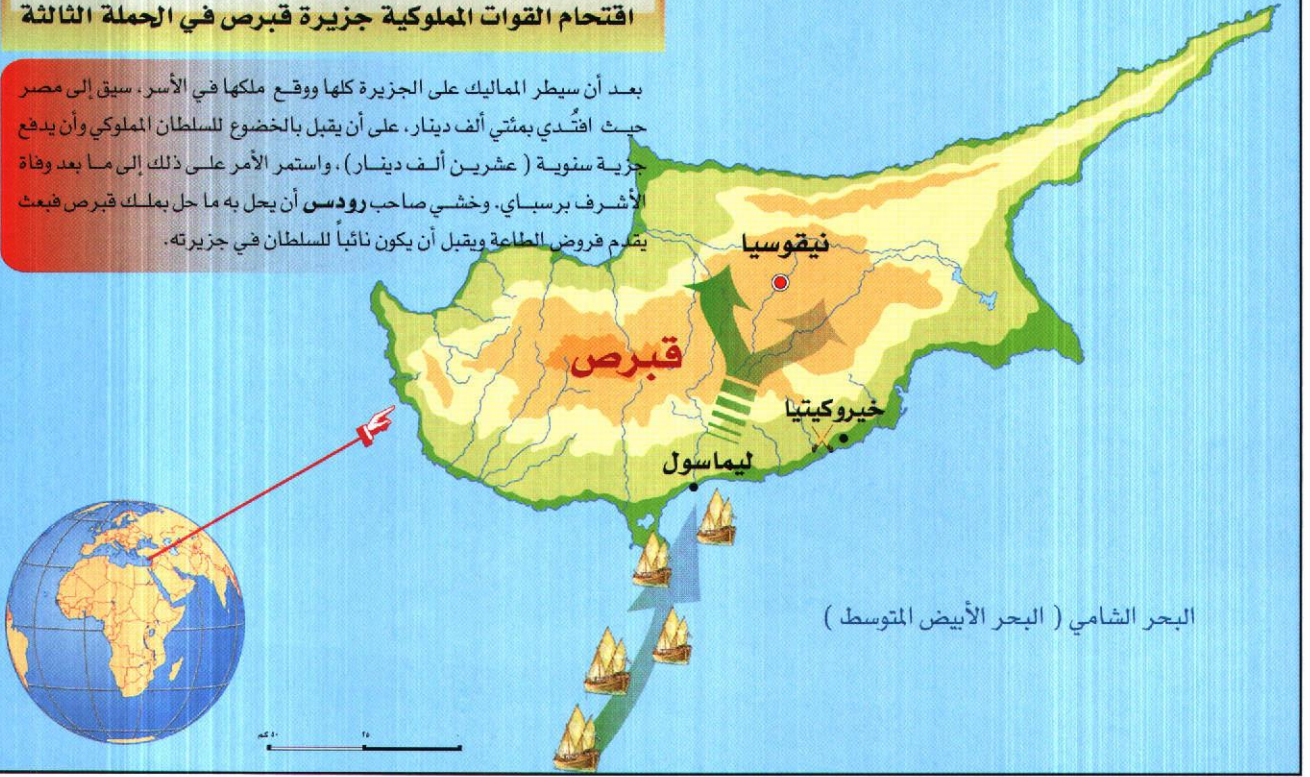 اقتحام القوات المملوكية جزيرة قبرص في الحملة الثالثة
بعد أن سيطر المماليك على الجزيرة كلها ووقع ملكها في الأسر، سيق إلى مصر
حيث افتُدي بمئتي ألف دينار، على أن يقبل بالخضوع للسلطان المملوكي وأن يدفع
جزية سنوية ( عشرين ألف دينار )، واستمر الأمر على ذلك إلى ما بعد وفاة
الأشرف برسباي. وخشي صاحب رودس أن يحل به ما حل بملك قبرص فبعث
يقدم فروض الطاعة ويقبل أن يكون نائباً للسلطان في جزيرته.
نيقوسيا
قبرص
خيروكيتيا
ليماسول
البحر الشامي ( البحر الأبيض المتوسط )
٥٠ كم ٢٥ ٠